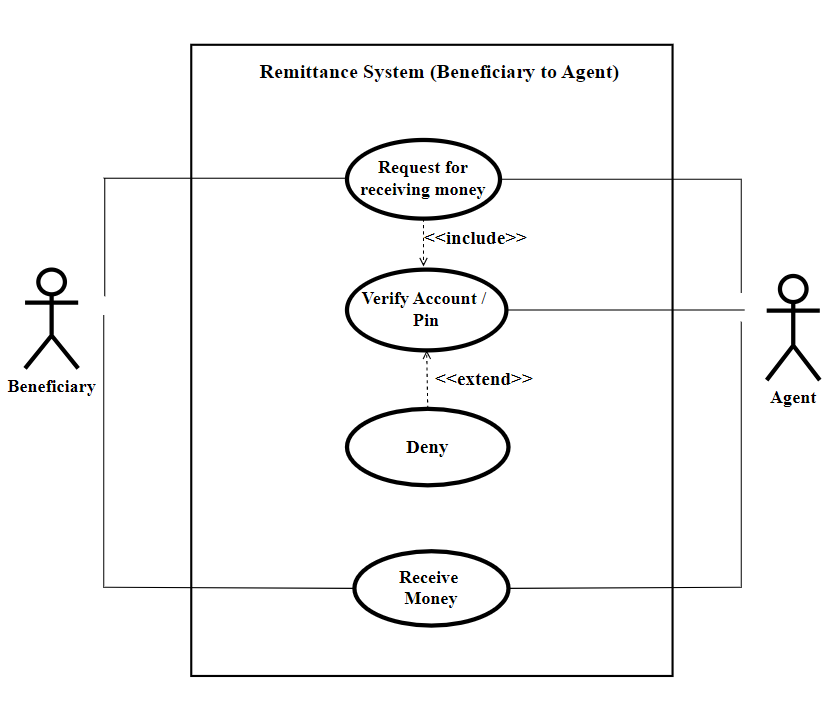 Remittance System (Beneficiary to Agent)
Request for
receiving money
<<include>>
Verify Account /
Pin
<<extend>>
Beneficiary
Agent
Deny
Receive
Money